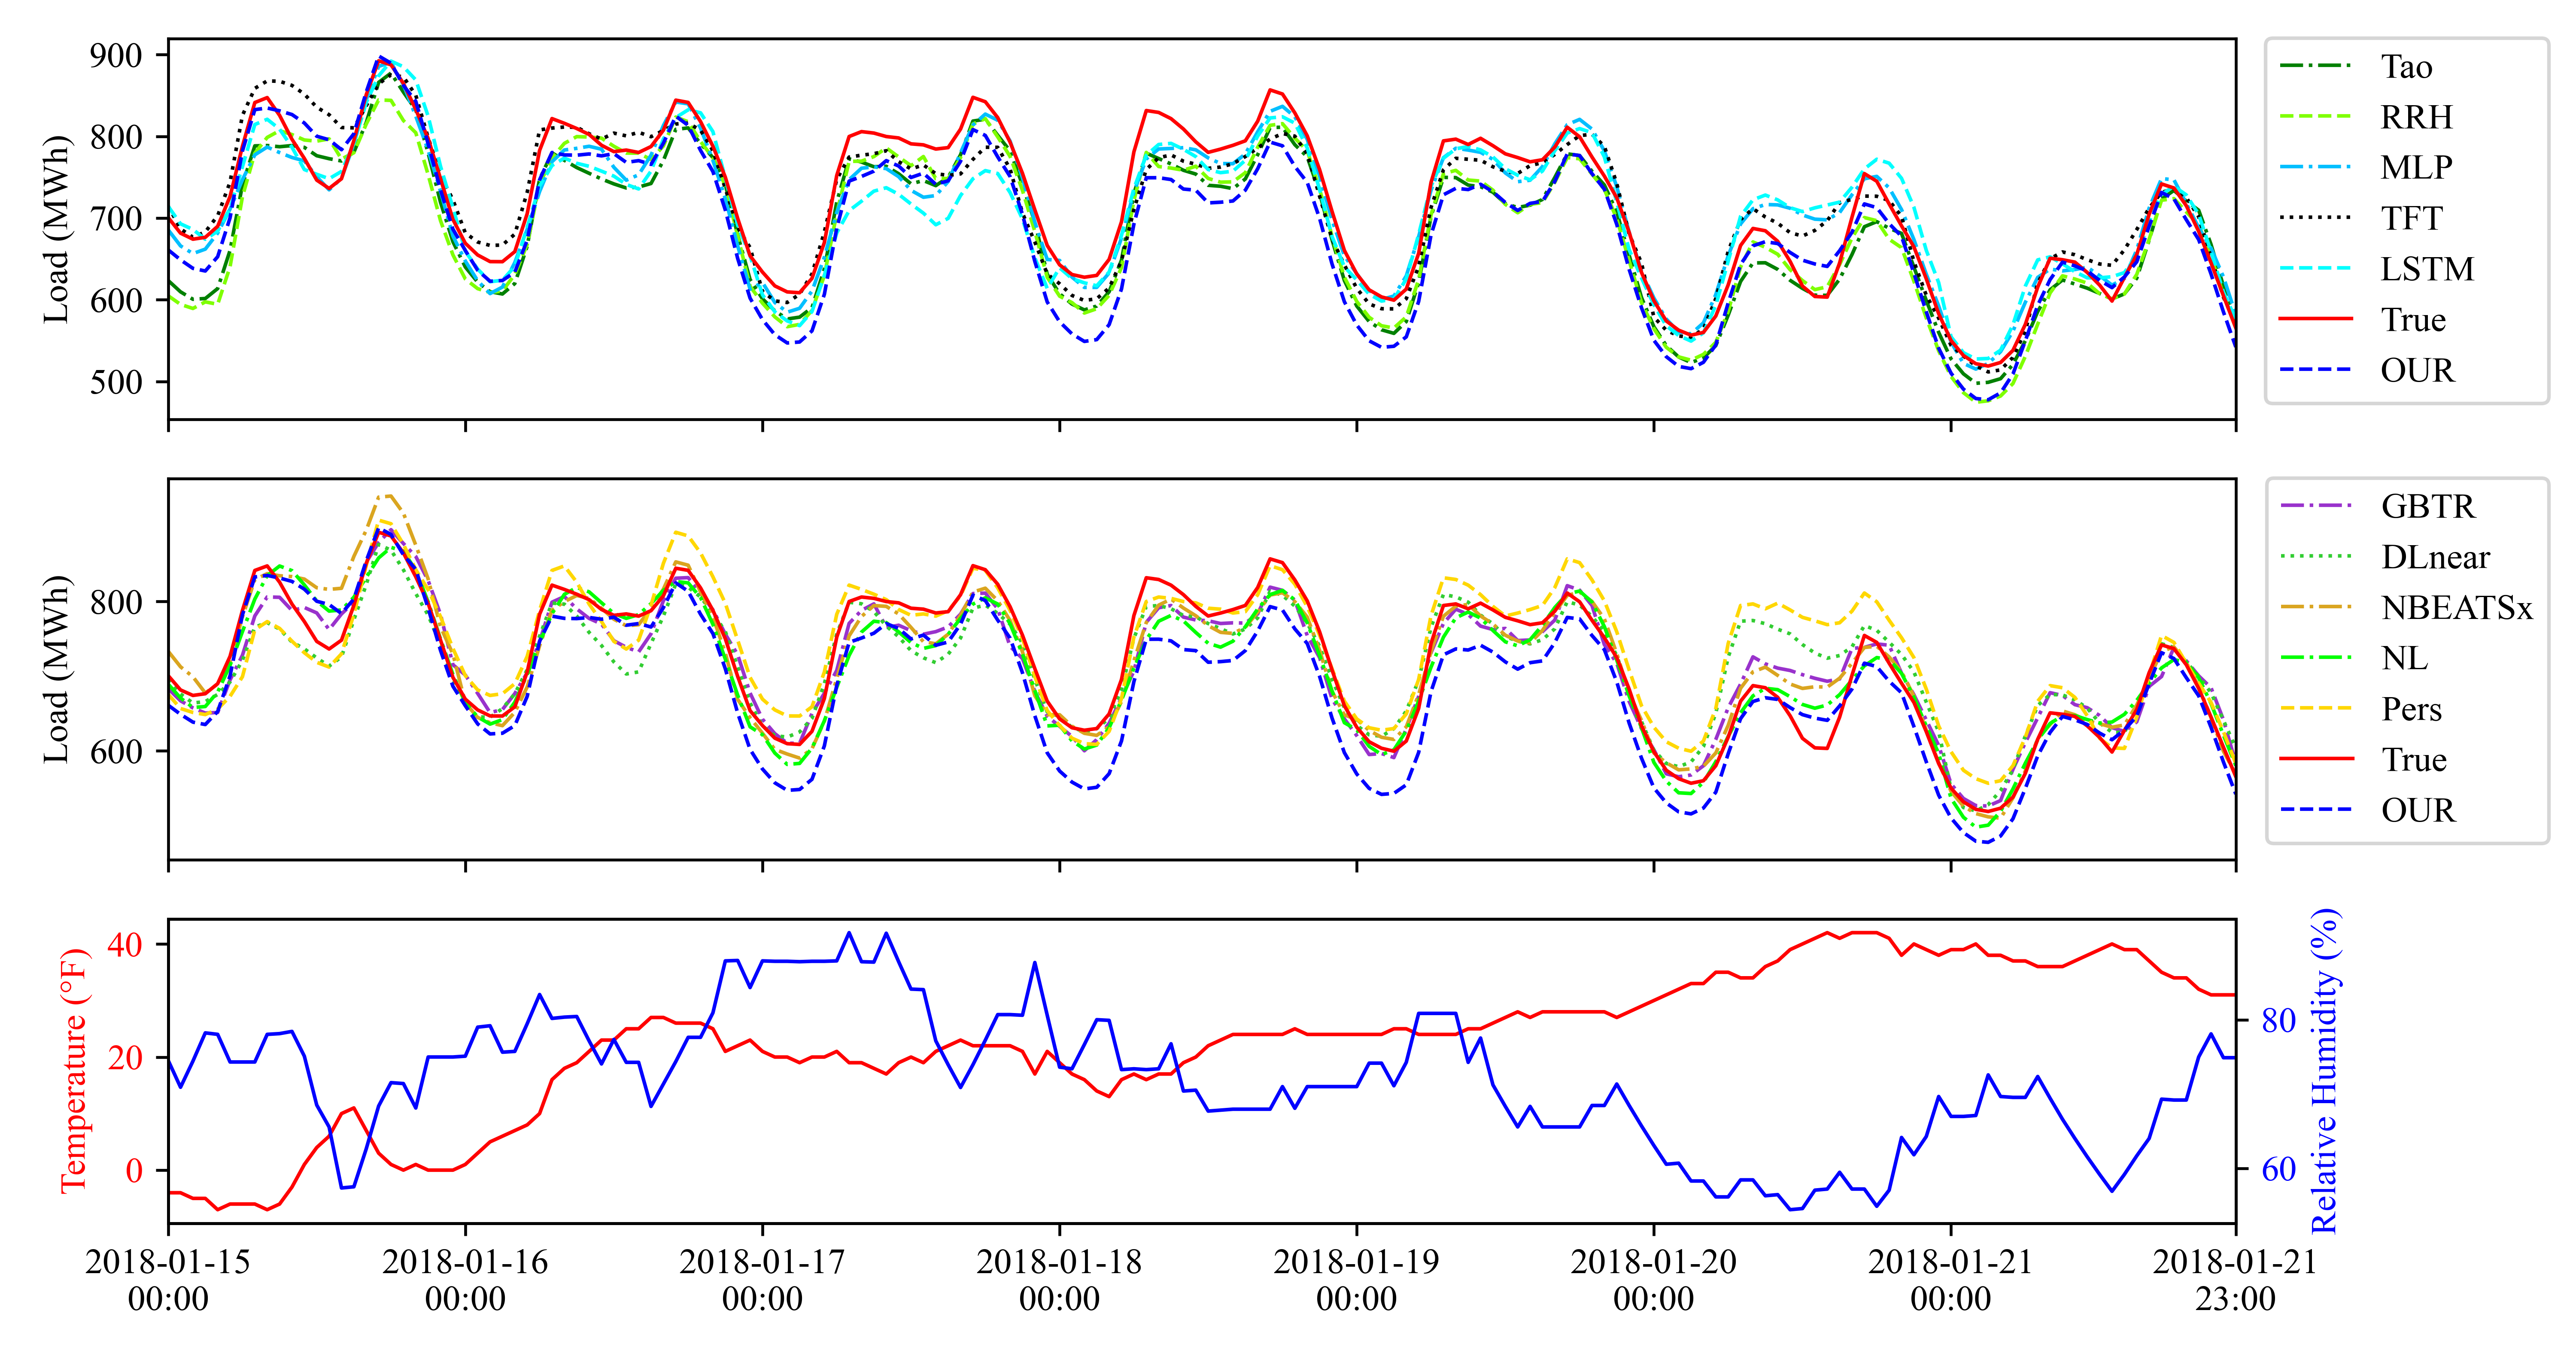 900
800
700
600
500
Load (MWh)
Tao
RRH
MLP
TFT
LSTM
True
OUR
800
600
Load (MWh)
GBTR
DLnear
NBEATSx
NL
Pers
True
OUR
40
20
0
Temperature (°F)
80
60
Relative Humidity (%)
2018-01-15 00:00
2018-01-16 00:00
2018-01-17 00:00
2018-01-18 00:00
2018-01-19 00:00
2018-01-20 00:00
2018-01-21 00:00
2018-01-21 23:00